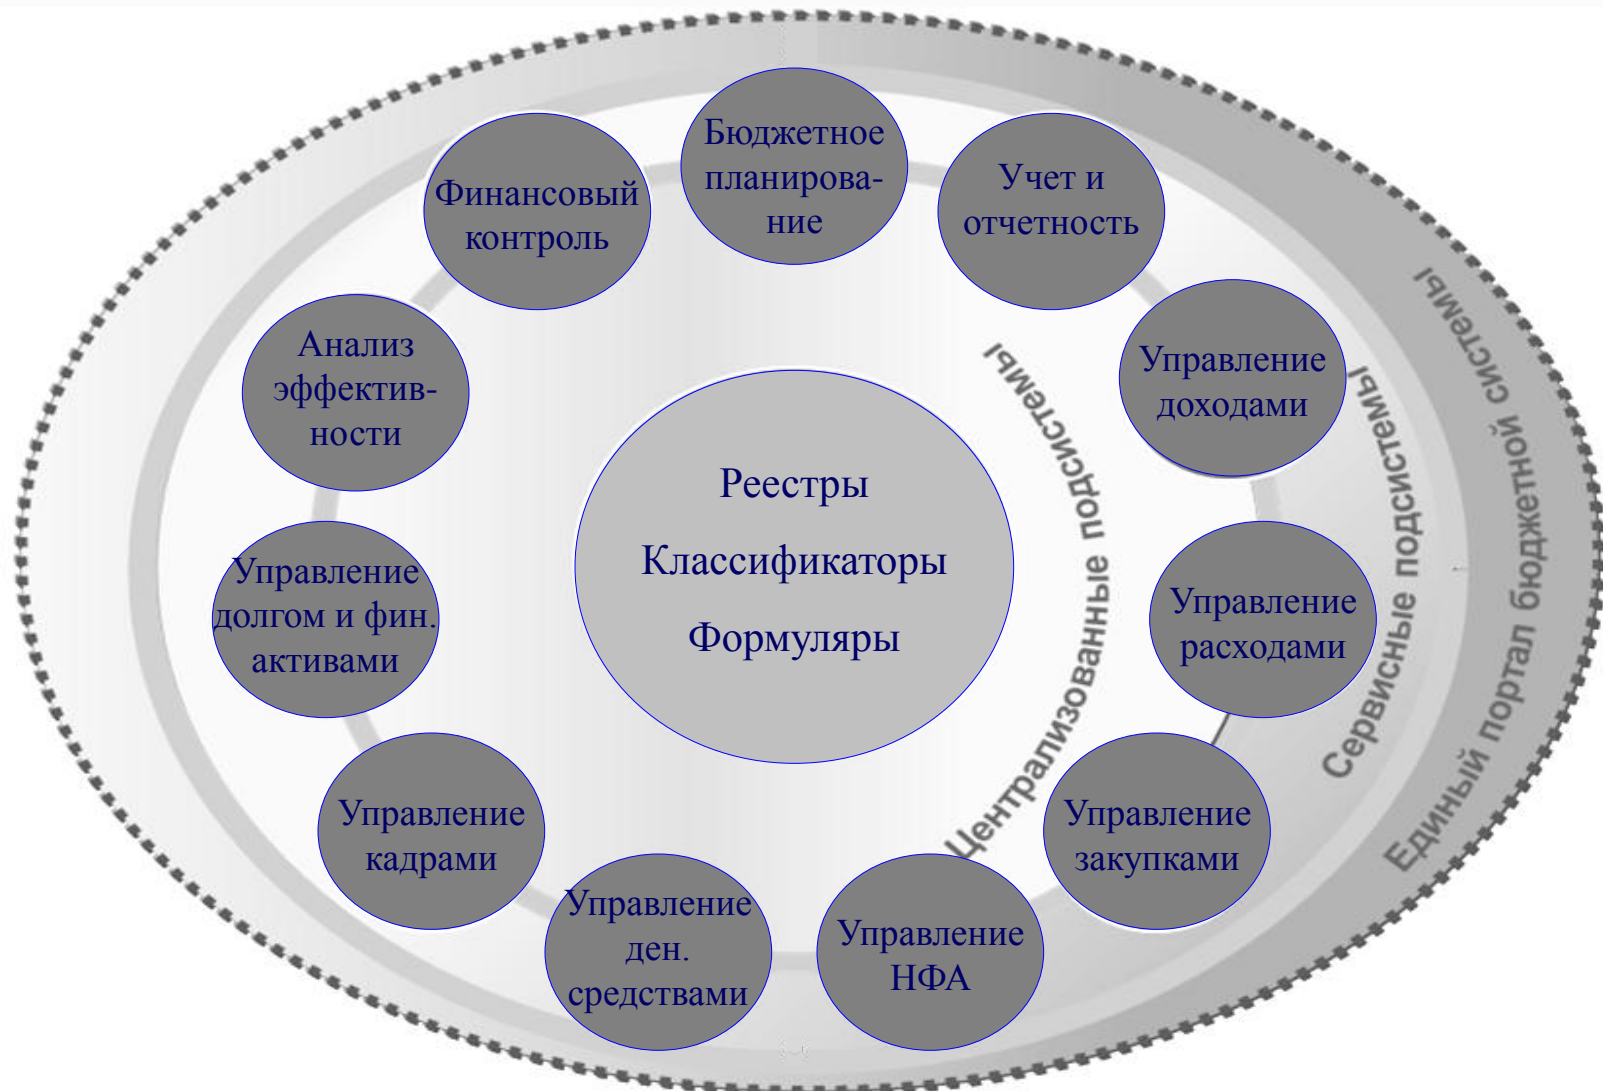 Бюджетное
планирова-
ние
Учет и
отчетность
Управление
доходами
Управление
расходами
Управление
закупками
Управление
НФА
Управление
ден.
средствами
Управление
кадрами
Управление
долгом и фин.
активами
Анализ
эффектив-
ности
Финансовый
контроль
Реестры
Классификаторы
Формуляры
Централизованные подсистемы
Сервисные подсистемы
Единый портал бюджетной системы